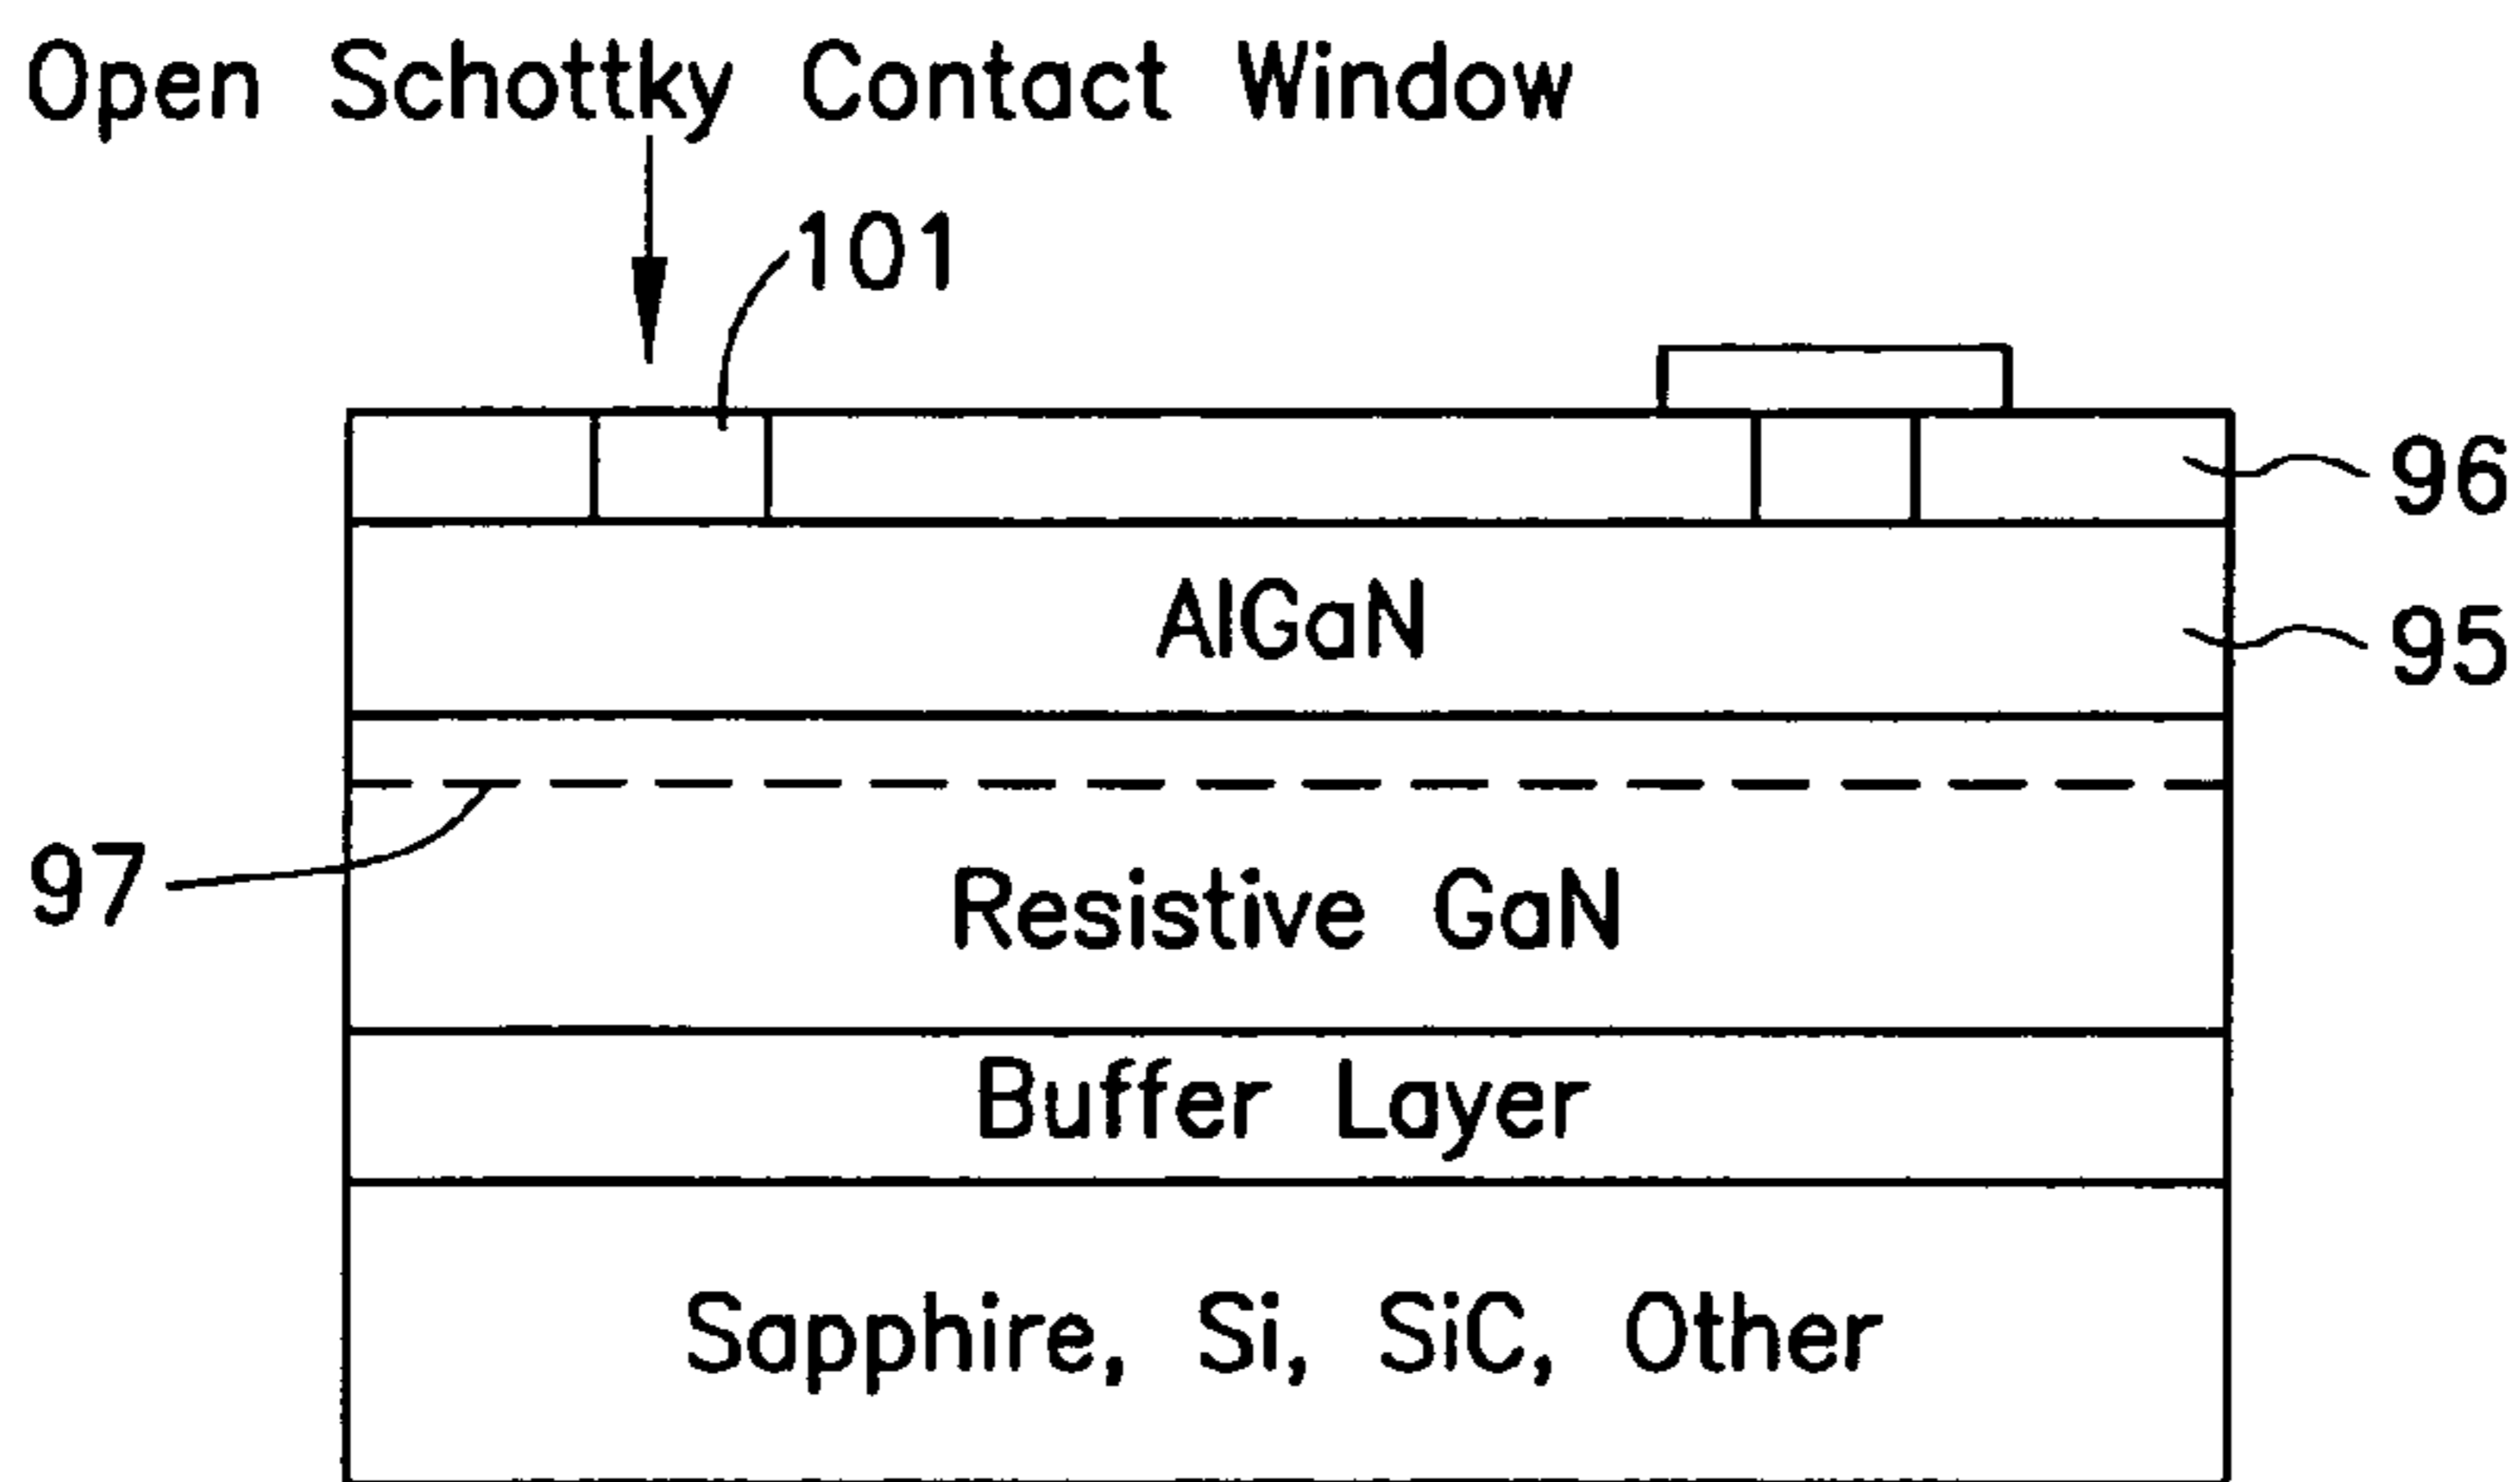 Open Schottky Contact Window
101
96
AlGaN
95
97
Resistive GaN
Buffer Layer
Sapphire, Si, SiC, Other